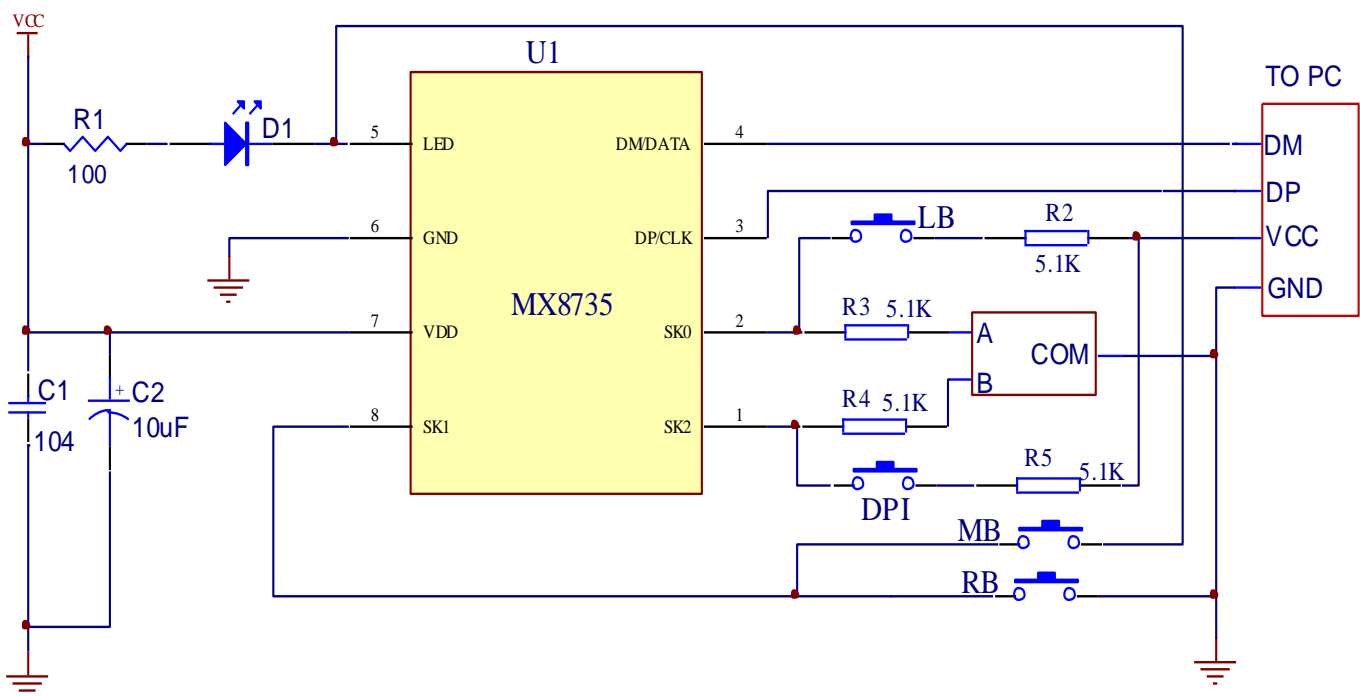 VCC
U1
TO PC
R1
100
D1
5
LED
DM/DATA
4
DM
DP
6
GND
DP/CLK
3
LB
R2
5.1K
VCC
GND
MX8735
7
VDD
SK0
2
R3
5.1K
A
COM
B
C1
104
+
C2
10uF
8
SK1
SK2
1
R4
5.1K
R5
5.1K
DPI
MB
RB